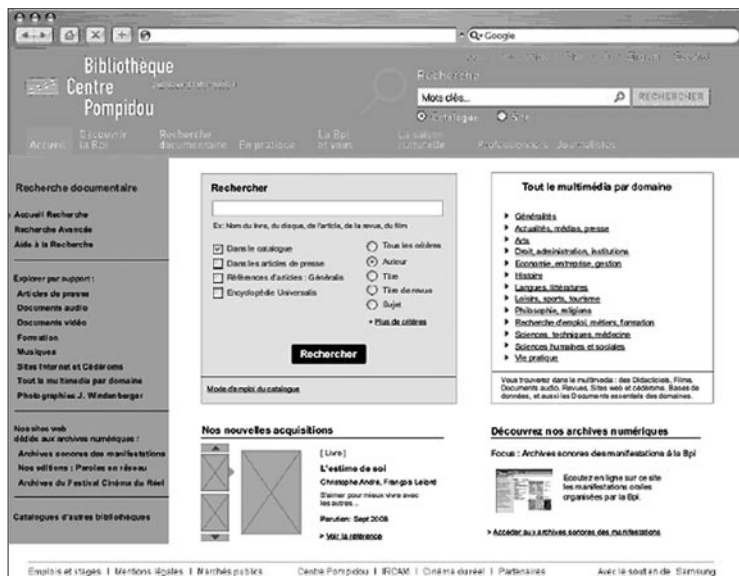 Google
Bibliothèque
Centre
Pompidou
Recherche
Mots clés...
RECHERCHER
Catalogue
Site
Accueil
Découvrir
la Bpi
Recherche
documentaire
En pratique
La Bpi
et vous
La saison
culturelle
Professionnels
Journalistes
Recherche documentaire
Accueil Recherche
Recherche Avancée
Aide à la Recherche
Explorer par support :
Articles de presse
Documents audio
Documents vidéo
Formation
Musiques
Sites Internet et Cédéroms
Tout le multimedia par domaine
Photographies J. Windenberger
Nos sites web
dédiés aux archives numériques :
Archives sonores des manifestations
Nos editions : Paroles en réseau
Archives du Festival Cinéma du Réel
Catalogues d'autres bibliothèques
Rechercher
Ex: Nom du livre, du disque, de l'article, de la revue, du film
Dans le catalogue
Dans les articles de presse
Références d'articles : Généralis
Encyclopédie Universalis
Tous les critères
Auteur
Titre
Titre de revue
Sujet
+ Plus de critères
Rechercher
Mode d'emploi du catalogue
Tout le multimédia par domaine
Généralités
Actualités, médias, presse
Arts
Droit, administration, institutions
Economie, entreprise, gestion
Histoire
Langues, littératures
Loisirs, sports, tourisme
Philosophie, religions
Recherche d'emploi, métiers, formation
Sciences, techniques, médecine
Sciences humaines et sociales
Vie pratique
Vous trouverez dans le multimedia : des Didacticiels, Films,
Documents audio, Revues, Sites web et cédéroms, Bases de
données, et aussi les Documents essentiels des domaines.
Nos nouvelles acquisitions
[ Livre ]
L'estime de soi
Christophe André, François Lelord
S'aimer pour mieux vivre avec
les autres ...
Parution: Sept 2008
> Voir la référence
Découvrez nos archives numériques
Focus : Archives sonores des manifestations à la Bpi
Ecoutez en ligne sur ce site
les manifestations orales
organisées par la Bpi.
> Accéder aux archives sonores des manifestations
Emplois et stages | Mentions légales | Marchés publics
Centre Pompidou | IRCAM | Cinéma du réel | Partenaires
Avec le soutien de Samsung